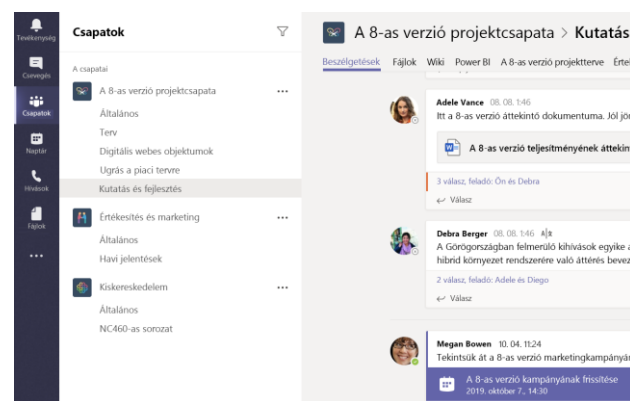 Tevékenység
Csevegés
Csapatok
Naptár
Hívások
Fájlok
Csapatok
A csapatai
A 8-as verzió projektcsapata
Általános
Terv
Digitális webes objektumok
Ugrás a piaci tervre
Kutatás és fejlesztés
Értékesítés és marketing
Általános
Havi jelentések
Kiskereskedelem
Általános
NC460-as sorozat
A 8-as verzió projektcsapata > Kutatás
Beszélgetések Fájlok Wiki Power BI A 8-as verzió projektterve Érte
Adele Vance 08. 08. 1:46
Itt a 8-as verzió áttekintő dokumentuma. Jól jön
A 8-as verzió teljesítményének áttekin
3 válasz, feladó: Ön és Debra
Válasz
Debra Berger 08. 08. 1:46
A Görögországban felmerülő kihívások egyike a
hibrid környezet rendszerére való áttérés bevez
2 válasz, feladó: Adele és Diego
Válasz
Megan Bowen 10. 04. 11:24
Tekintsük át a 8-as verzió marketingkampányán
A 8-as verzió kampányának frissítése
2019. október 7., 14:30